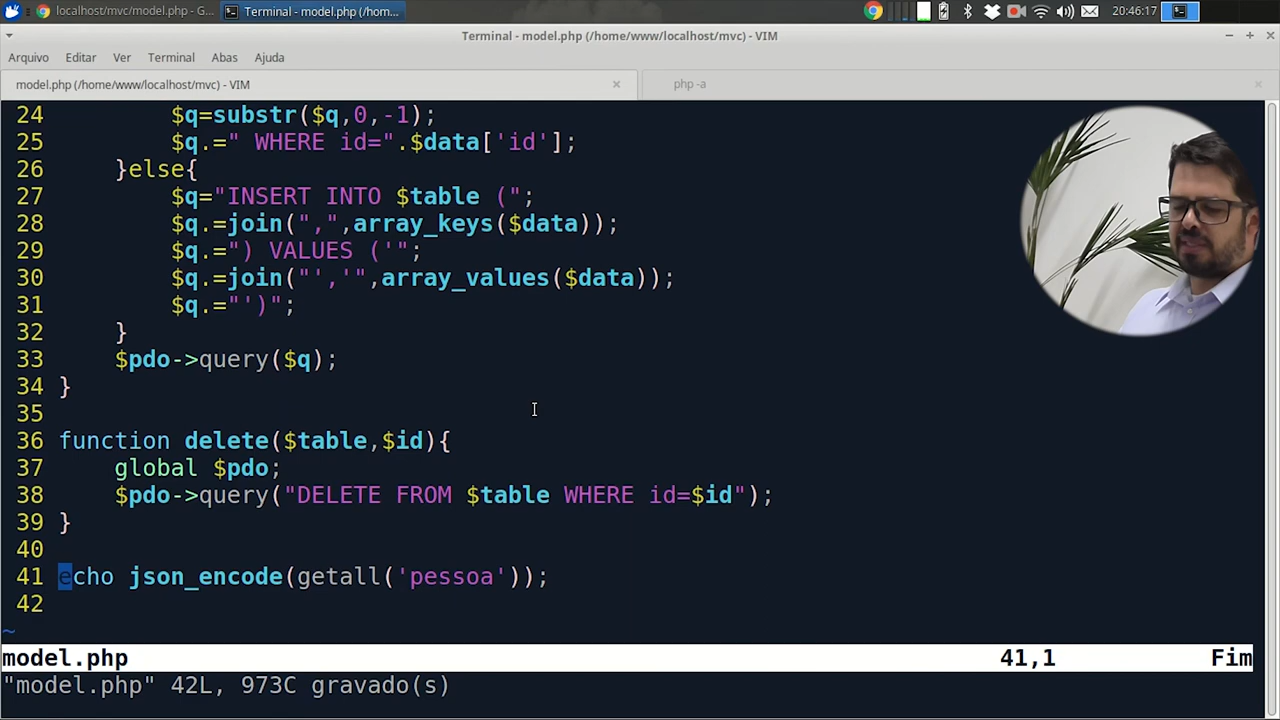 localhost/mvc/model.php - G...
Terminal - model.php (/hom...
20:46:17
Terminal - model.php (/home/www/localhost/mvc) - VIM
Arquivo Editar Ver Terminal Abas Ajuda
model.php (/home/www/localhost/mvc) - VIM
php -a
24 $q=substr($q,0,-1);
25 $q.=" WHERE id=".$data['id'];
26 }else{
27 $q="INSERT INTO $table (";
28 $q.=join(",",array_keys($data));
29 $q.=") VALUES ('";
30 $q.=join("','",array_values($data));
31 $q.="')";
32 }
33 $pdo->query($q);
34 }
35
36 function delete($table,$id){
37 global $pdo;
38 $pdo->query("DELETE FROM $table WHERE id=$id");
39 }
40
41 echo json_encode(getall('pessoa'));
42
~
model.php 41,1 Fim
"model.php" 42L, 973C gravado(s)